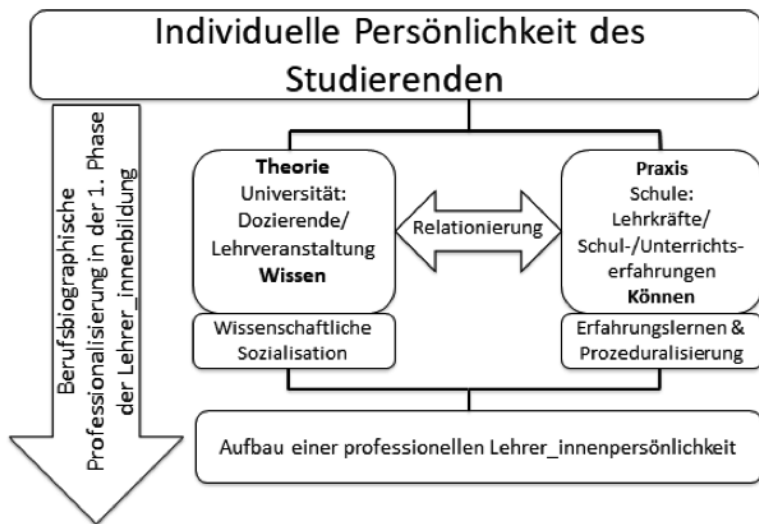 Individuelle Persönlichkeit des
Studierenden
Berufsbiographische
Professionalisierung in der 1. Phase
der Lehrer_innenbildung
Theorie
Universität:
Dozierende/
Lehrveranstaltung
Wissen
Relationierung
Praxis
Schule:
Lehrkräfte/
Schul-/Unterrichts-
erfahrungen
Können
Wissenschaftliche
Sozialisation
Erfahrungslernen &
Prozeduralisierung
Aufbau einer professionellen Lehrer_innenpersönlichkeit